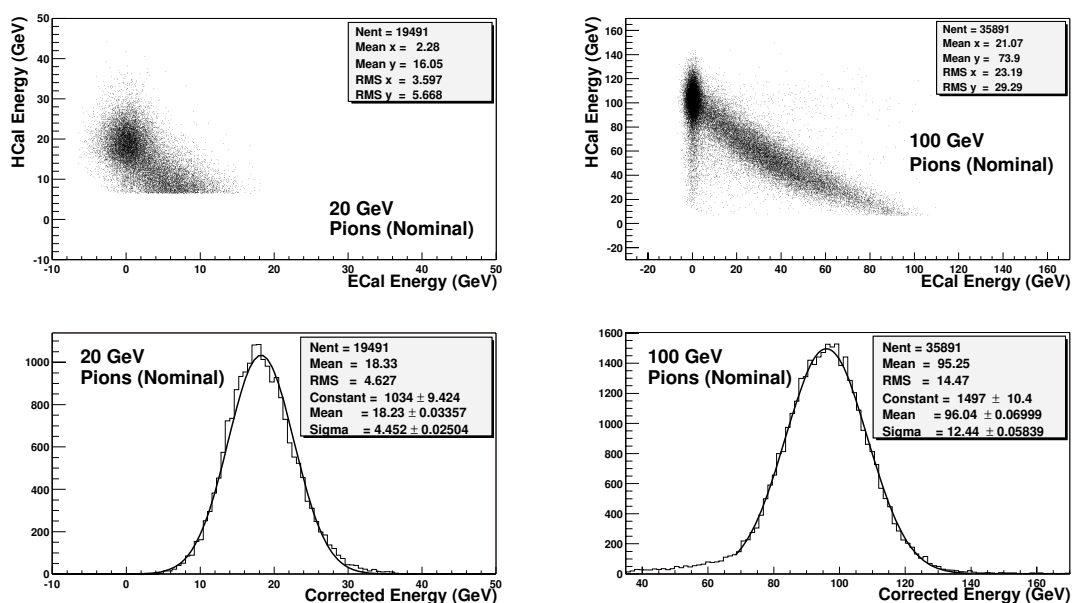 HCal Energy (GeV)
50
40
30
20
10
0
-10
-10 0 10 20 30 40 50
ECal Energy (GeV)
Nent = 19491
Mean x = 2.28
Mean y = 16.05
RMS x = 3.597
RMS y = 5.668
20 GeV
Pions (Nominal)
HCal Energy (GeV)
160
140
120
100
80
60
40
20
0
-20
-20 0 20 40 60 80 100 120 140 160
ECal Energy (GeV)
Nent = 35891
Mean x = 21.07
Mean y = 73.9
RMS x = 23.19
RMS y = 29.29
100 GeV
Pions (Nominal)
1000
800
600
400
200
0
-10 0 10 20 30 40 50
Corrected Energy (GeV)
20 GeV
Pions (Nominal)
Nent = 19491
Mean = 18.33
RMS = 4.627
Constant = 1034 ± 9.424
Mean = 18.23 ± 0.03357
Sigma = 4.452 ± 0.02504
1600
1400
1200
1000
800
600
400
200
0
40 60 80 100 120 140 160
Corrected Energy (GeV)
100 GeV
Pions (Nominal)
Nent = 35891
Mean = 95.25
RMS = 14.47
Constant = 1497 ± 10.4
Mean = 96.04 ± 0.06999
Sigma = 12.44 ± 0.05839